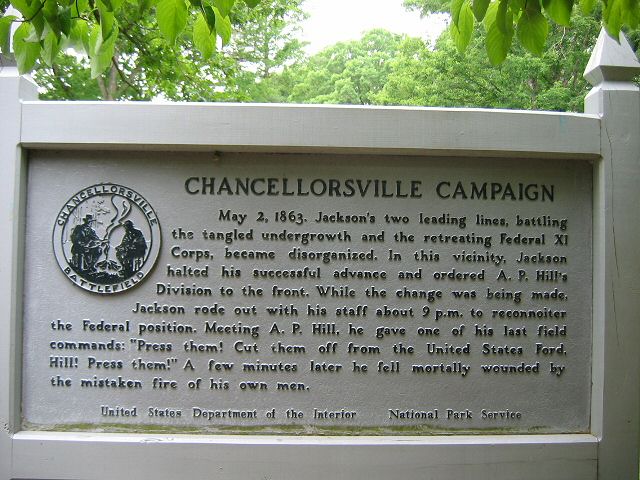 CHANCELLORSVILLE
BATTLEFIELD
CHANCELLORSVILLE CAMPAIGN
May 2, 1863. Jackson's two leading lines, battling
the tangled undergrowth and the retreating Federal XI
Corps, became disorganized. In this vicinity, Jackson
halted his successful advance and ordered A. P. Hill's
Division to the front. While the change was being made,
Jackson rode out with his staff about 9 p.m. to reconnoiter
the Federal position. Meeting A. P. Hill, he gave one of his last field
commands: "Press them! Cut them off from the United States Ford,
Hill! Press them!" A few minutes later he fell mortally wounded by
the mistaken fire of his own men.
United States Department of the Interior National Park Service